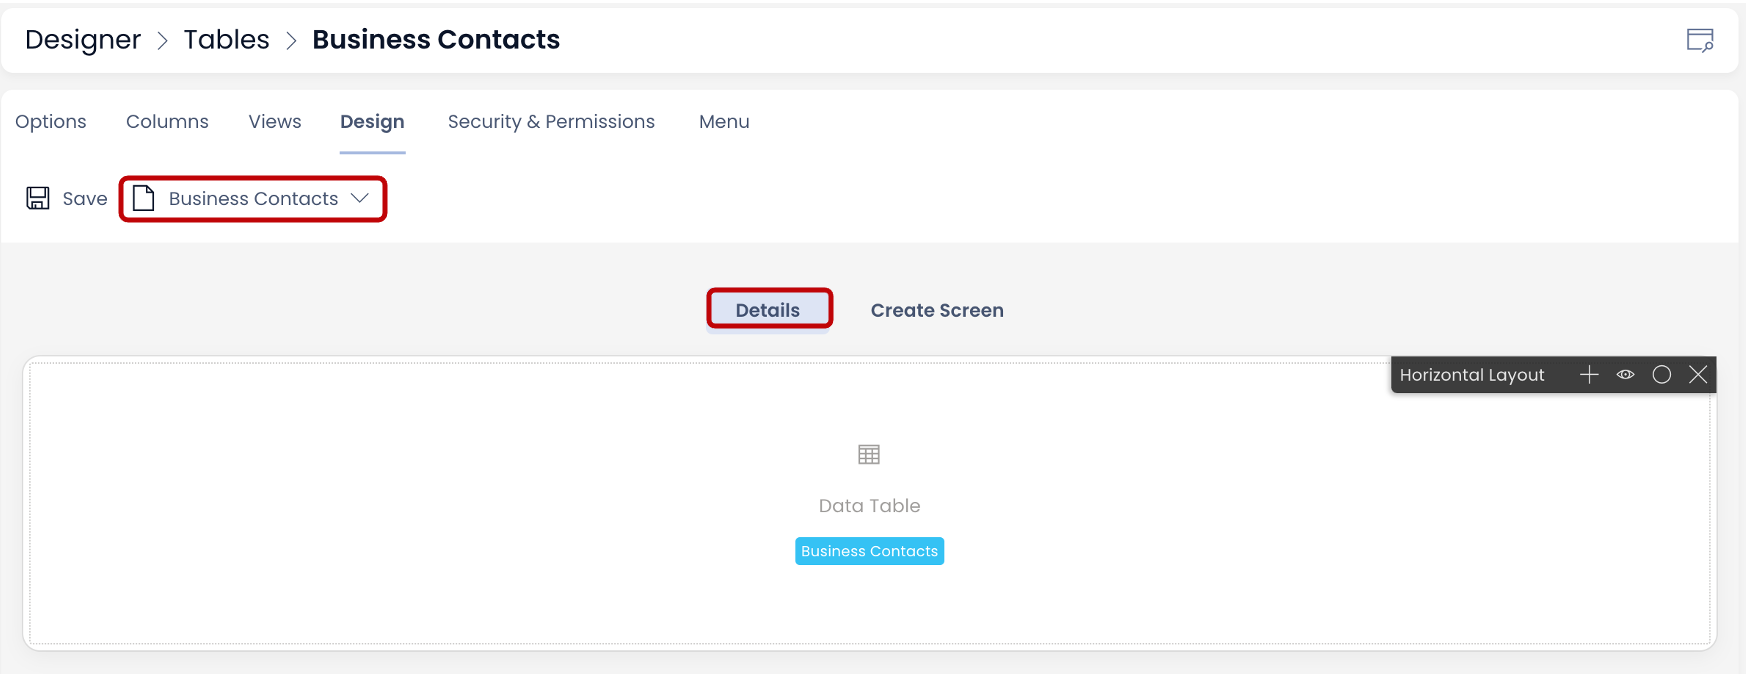 Designer > Tables > Business Contacts
Options Columns Views Design Security & Permissions Menu
Save Business Contacts
Details Create Screen
Horizontal Layout
Data Table
Business Contacts